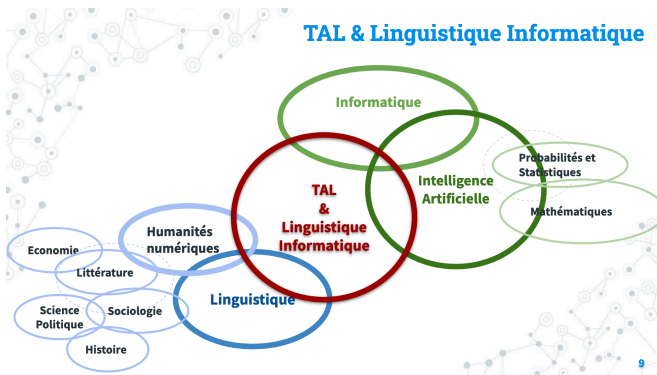 TAL & Linguistique Informatique
Informatique
Intelligence
Artificielle
Probabilités et
Statistiques
Mathématiques
TAL
&
Linguistique
Informatique
Humanités
numériques
Linguistique
Economie
Littérature
Science
Politique
Sociologie
Histoire
9